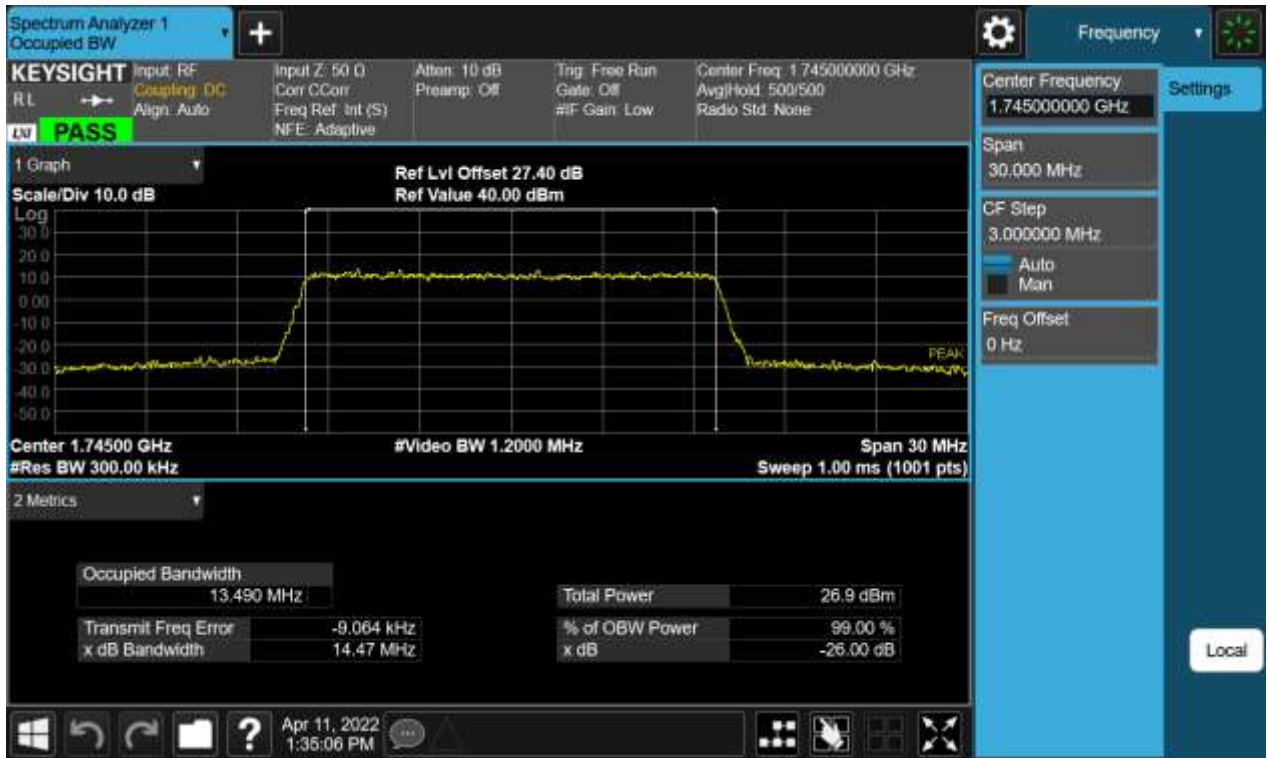 Spectrum Analyzer 1
Occupied BW
+
Frequency
KEYSIGHT
RL
LXI
PASS
Input: RF
Coupling: DC
Align: Auto
Input Z: 50 Ω
Corr CCorr
Freq Ref: Int (S)
NFE: Adaptive
Atten: 10 dB
Preamp: Off
Trig: Free Run
Gate: Off
#IF Gain: Low
Center Freq: 1.745000000 GHz
Avg|Hold: 500/500
Radio Std: None
Center Frequency
1.745000000 GHz
Settings
Span
30.000 MHz
CF Step
3.000000 MHz
Auto
Man
Freq Offset
0 Hz
Local
1 Graph
Scale/Div 10.0 dB
Ref Lvl Offset 27.40 dB
Ref Value 40.00 dBm
Log
30.0
20.0
10.0
0.00
-10.0
-20.0
-30.0
-40.0
-50.0
PEAK
Center 1.74500 GHz
#Video BW 1.2000 MHz
Span 30 MHz
#Res BW 300.00 kHz
Sweep 1.00 ms (1001 pts)
2 Metrics
Occupied Bandwidth
13.490 MHz
Total Power 26.9 dBm
Transmit Freq Error -9.064 kHz
% of OBW Power 99.00 %
x dB Bandwidth 14.47 MHz
x dB -26.00 dB
?
Apr 11, 2022
1:35:06 PM